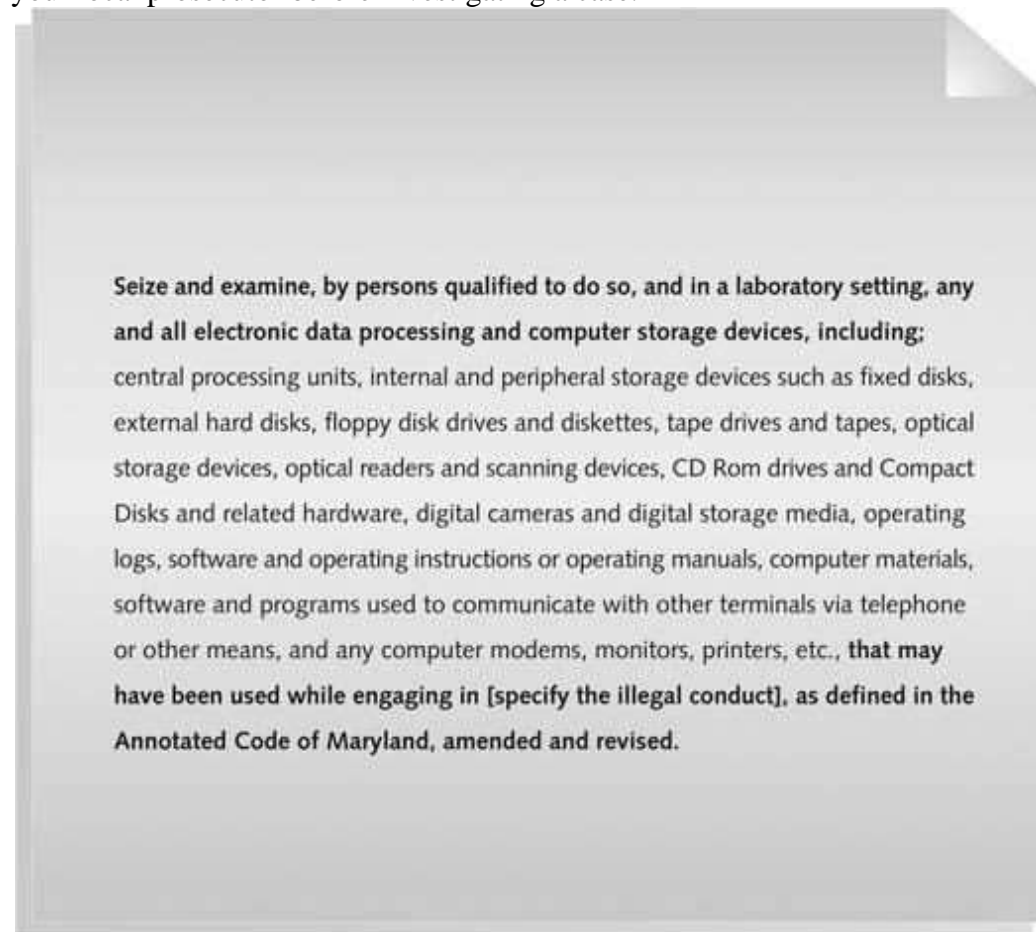 your local prosecutor before investigating a case.
Seize and examine, by persons qualified to do so, and in a laboratory setting, any
and all electronic data processing and computer storage devices, including;
central processing units, internal and peripheral storage devices such as fixed disks,
external hard disks, floppy disk drives and diskettes, tape drives and tapes, optical
storage devices, optical readers and scanning devices, CD Rom drives and Compact
Disks and related hardware, digital cameras and digital storage media, operating
logs, software and operating instructions or operating manuals, computer materials,
software and programs used to communicate with other terminals via telephone
or other means, and any computer modems, monitors, printers, etc., that may
have been used while engaging in [specify the illegal conduct], as defined in the
Annotated Code of Maryland, amended and revised.